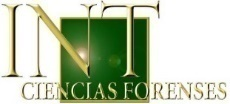 INT
CIENCIAS FORENSES